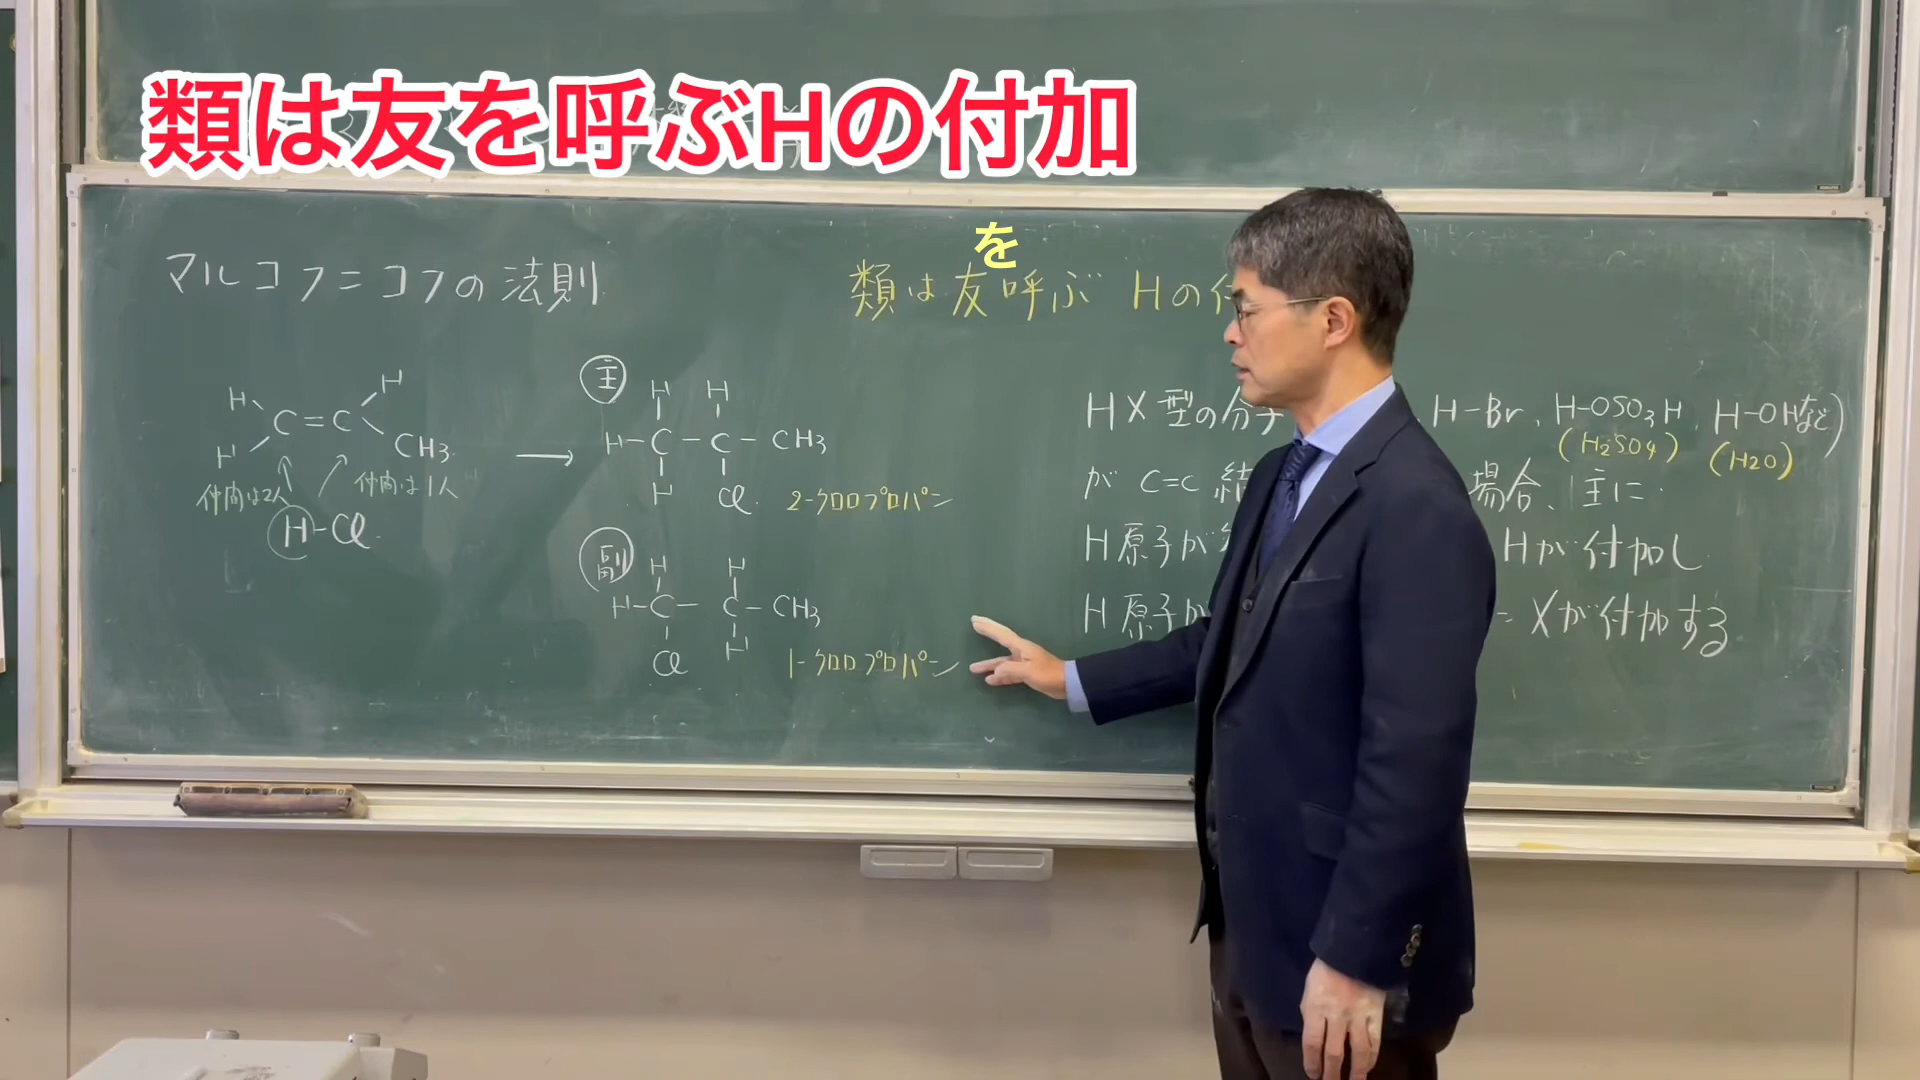 類は友を呼ぶHの付加
を
マルコフニコフの法則
類は友呼ぶ Hの付
H H
C=C
H CH3
仲間は2人 仲間は1人
H-Cl
主
H H
H-C-C-CH3
H Cl
2-クロロプロパン
副
H H
H-C-C-CH3
Cl H
1-クロロプロパン
HX型の分子 H-Br、H-OSO3H、H-OHなど)
(H2SO4) (H2O)
が C=C 結 場合、主に
H原子が Hが付加し
H原子が Xが付加する